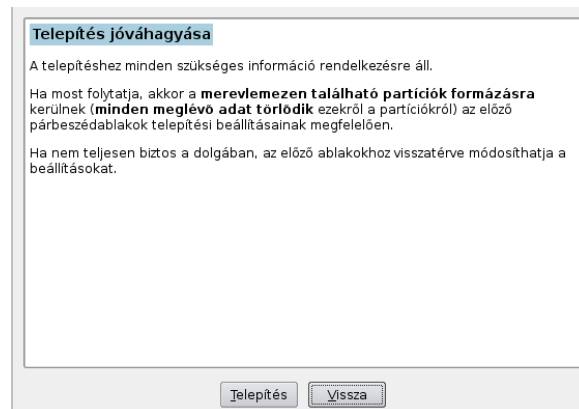 Telepítés jóváhagyása
A telepítéshez minden szükséges információ rendelkezésre áll.
Ha most folytatja, akkor a merevlemezen található partíciók formázásra
kerülnek (minden meglévő adat törlődik ezekről a partíciókról) az előző
párbeszédablakok telepítési beállításainak megfelelően.
Ha nem teljesen biztos a dolgában, az előző ablakokhoz visszatérve módosíthatja a
beállításokat.
Telepítés
Vissza